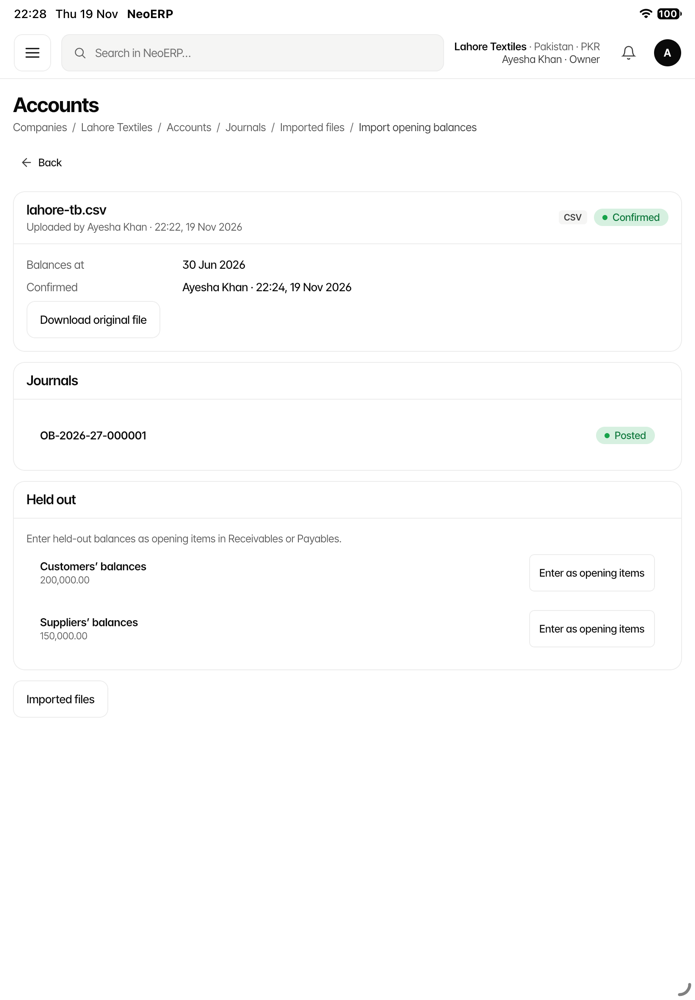 22:28 Thu 19 Nov NeoERP
100
Search in NeoERP...
Lahore Textiles · Pakistan · PKR
Ayesha Khan · Owner
A
Accounts
Companies / Lahore Textiles / Accounts / Journals / Imported files / Import opening balances
Back
lahore-tb.csv
Uploaded by Ayesha Khan · 22:22, 19 Nov 2026
CSV
Confirmed
Balances at 30 Jun 2026
Confirmed Ayesha Khan · 22:24, 19 Nov 2026
Download original file
Journals
OB-2026-27-000001
Posted
Held out
Enter held-out balances as opening items in Receivables or Payables.
Customers’ balances
200,000.00
Enter as opening items
Suppliers’ balances
150,000.00
Enter as opening items
Imported files